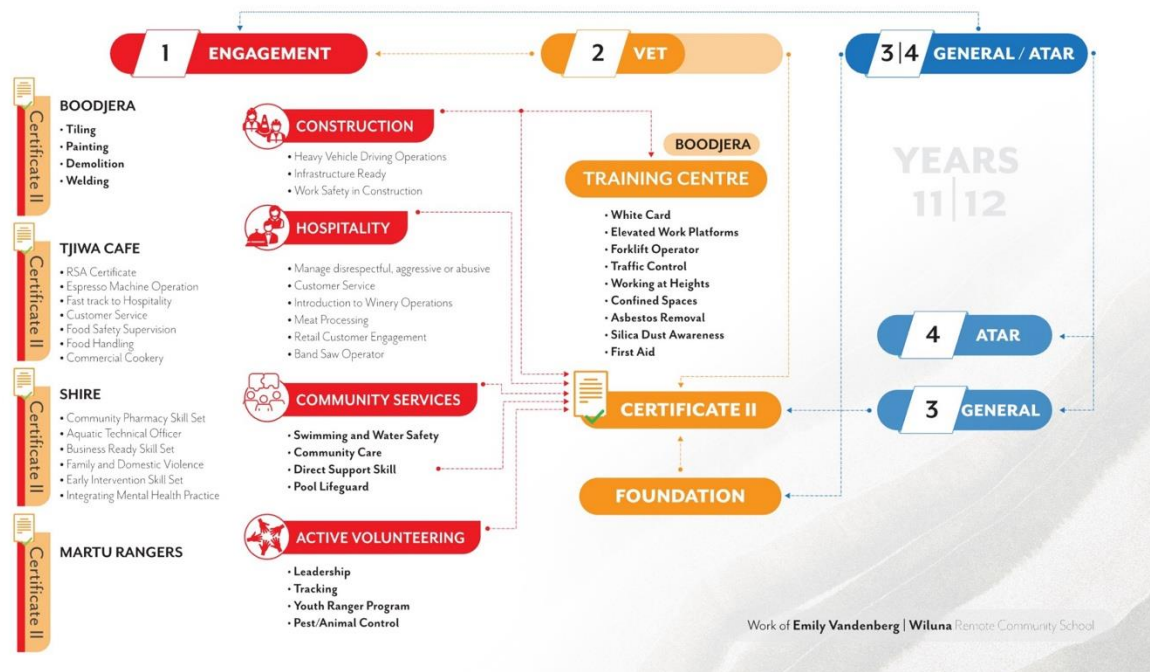 1 ENGAGEMENT
2 VET
3|4 GENERAL / ATAR
YEARS
11|12
Certificate II
BOODJERA
• Tiling
• Painting
• Demolition
• Welding
Certificate II
TJIWA CAFE
• RSA Certificate
• Espresso Machine Operation
• Fast track to Hospitality
• Customer Service
• Food Safety Supervision
• Food Handling
• Commercial Cookery
Certificate II
SHIRE
• Community Pharmacy Skill Set
• Aquatic Technical Officer
• Business Ready Skill Set
• Family and Domestic Violence
• Early Intervention Skill Set
• Integrating Mental Health Practice
Certificate II
MARTU RANGERS
CONSTRUCTION
• Heavy Vehicle Driving Operations
• Infrastructure Ready
• Work Safety in Construction
HOSPITALITY
• Manage disrespectful, aggressive or abusive
• Customer Service
• Introduction to Winery Operations
• Meat Processing
• Retail Customer Engagement
• Band Saw Operator
COMMUNITY SERVICES
• Swimming and Water Safety
• Community Care
• Direct Support Skill
• Pool Lifeguard
ACTIVE VOLUNTEERING
• Leadership
• Tracking
• Youth Ranger Program
• Pest/Animal Control
BOODJERA
TRAINING CENTRE
• White Card
• Elevated Work Platforms
• Forklift Operator
• Traffic Control
• Working at Heights
• Confined Spaces
• Asbestos Removal
• Silica Dust Awareness
• First Aid
CERTIFICATE II
FOUNDATION
4 ATAR
3 GENERAL
Work of Emily Vandenberg | Wiluna Remote Community School